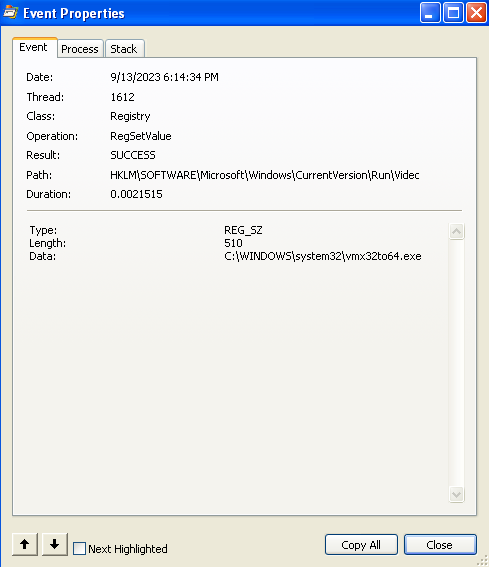 Event Properties
Event Process Stack
Date: 9/13/2023 6:14:34 PM
Thread: 1612
Class: Registry
Operation: RegSetValue
Result: SUCCESS
Path: HKLM\SOFTWARE\Microsoft\Windows\CurrentVersion\Run\Videc
Duration: 0.0021515
Type: REG_SZ
Length: 510
Data: C:\WINDOWS\system32\vmx32to64.exe
Next Highlighted Copy All Close